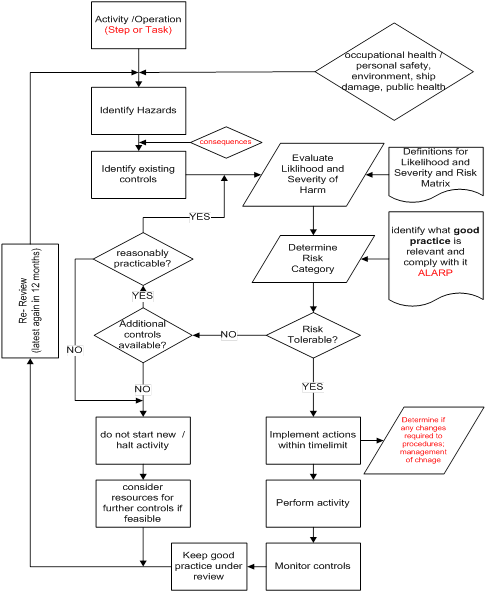 Activity /Operation
(Step or Task)
occupational health /
personal safety,
environment, ship
damage, public health
Identify Hazards
consequences
Identify existing
controls
Evaluate
Liklihood and
Severity of
Harm
Definitions for
Likelihood and
Severity and Risk
Matrix
YES
reasonably
practicable?
Determine
Risk
Category
identify what good
practice is
relevant and
comply with it
ALARP
Re- Review
(latest again in 12 months)
YES
Additional
controls
available?
NO
Risk
Tolerable?
NO
NO
YES
do not start new /
halt activity
Implement actions
within timelimit
Determine if
any changes
required to
procedures;
management
of chnage
consider
resources for
further controls if
feasible
Perform activity
Keep good
practice under
review
Monitor controls